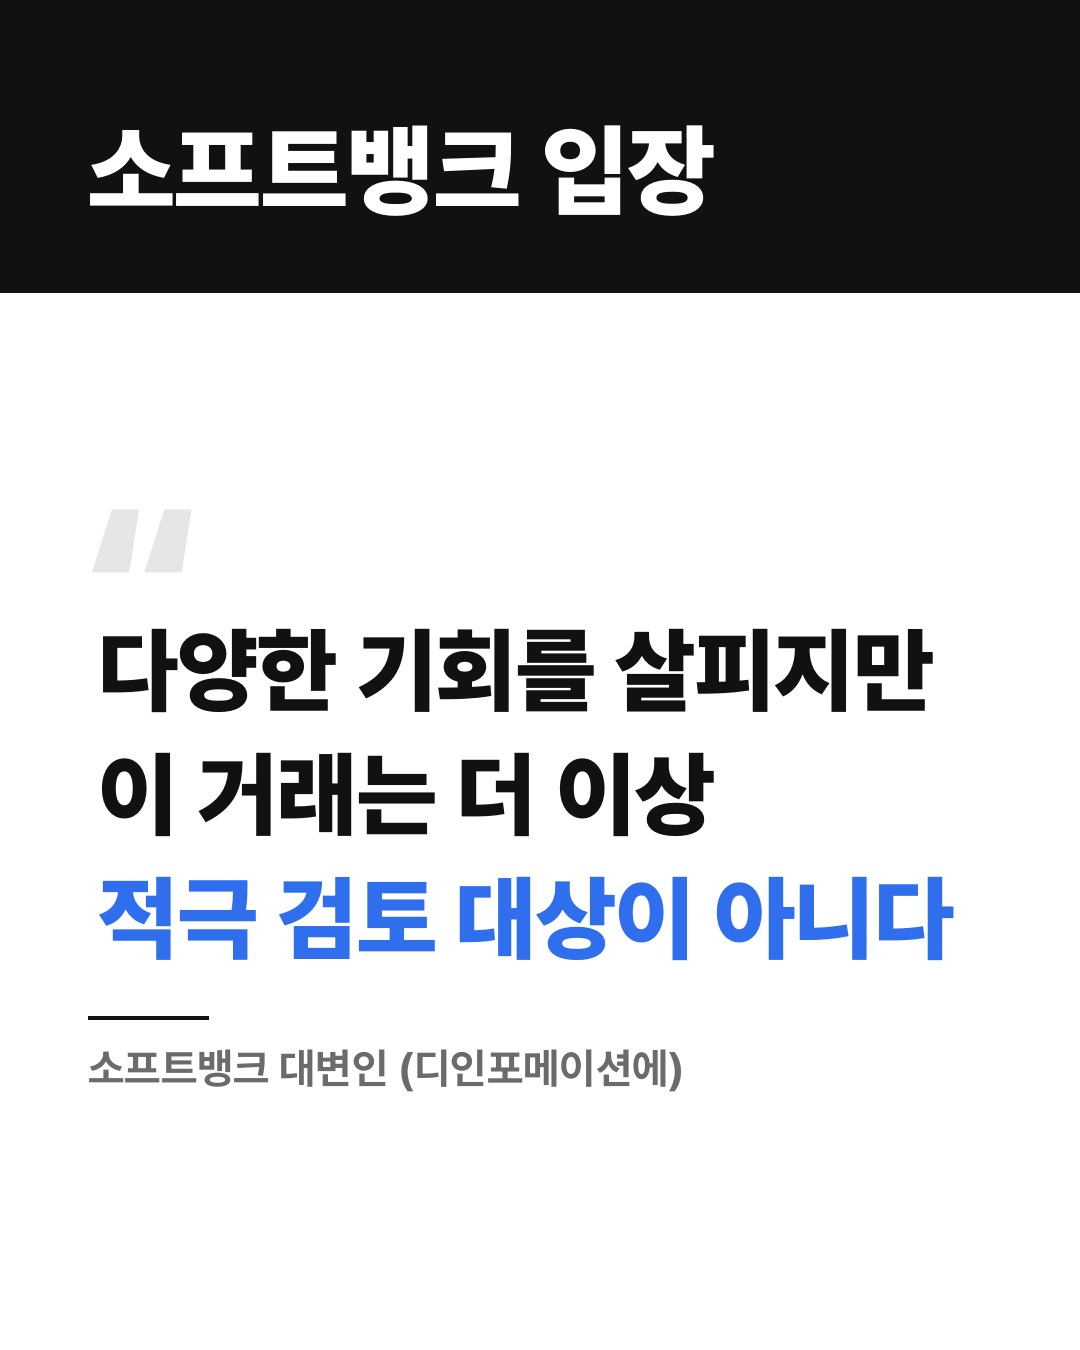 소프트뱅크 입장
“
다양한 기회를 살피지만
이 거래는 더 이상
적극 검토 대상이 아니다
소프트뱅크 대변인 (디인포메이션에)